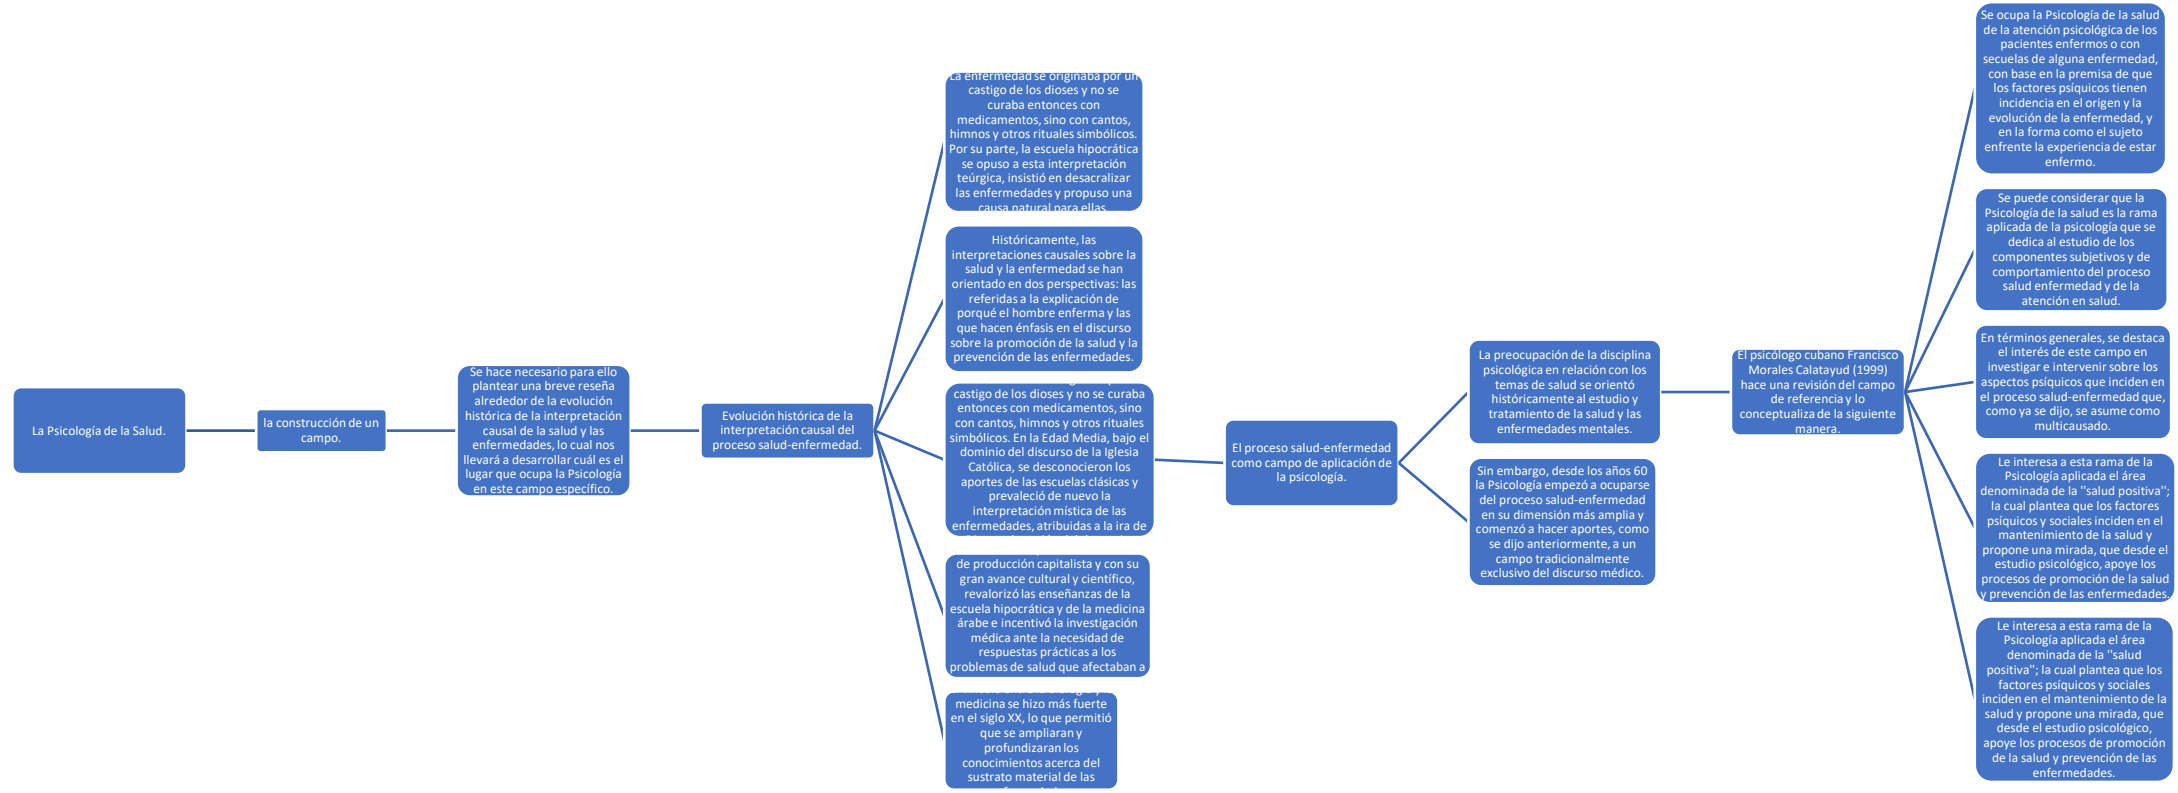 La Psicología de la Salud.
la construcción de un
campo.
Se hace necesario para ello
plantear una breve reseña
alrededor de la evolución
histórica de la interpretación
causal de la salud y las
enfermedades, lo cual nos
llevará a desarrollar cuál es el
lugar que ocupa la Psicología
en este campo específico.
Evolución histórica de la
interpretación causal del
proceso salud-enfermedad.
La enfermedad se originaba por un
castigo de los dioses y no se
curaba entonces con
medicamentos, sino con cantos,
himnos y otros rituales simbólicos.
Por su parte, la escuela hipocrática
se opuso a esta interpretación
teúrgica, insistió en desacralizar
las enfermedades y propuso una
causa natural para ellas
Históricamente, las
interpretaciones causales sobre la
salud y la enfermedad se han
orientado en dos perspectivas: las
referidas a la explicación de
porqué el hombre enferma y las
que hacen énfasis en el discurso
sobre la promoción de la salud y la
prevención de las enfermedades.
castigo de los dioses y no se curaba
entonces con medicamentos, sino
con cantos, himnos y otros rituales
simbólicos. En la Edad Media, bajo el
dominio del discurso de la Iglesia
Católica, se desconocieron los
aportes de las escuelas clásicas y
prevaleció de nuevo la
interpretación mística de las
enfermedades, atribuidas a la ira de
de producción capitalista y con su
gran avance cultural y científico,
revalorizó las enseñanzas de la
escuela hipocrática y de la medicina
árabe e incentivó la investigación
médica ante la necesidad de
respuestas prácticas a los
problemas de salud que afectaban a
medicina se hizo más fuerte
en el siglo XX, lo que permitió
que se ampliaran y
profundizaran los
conocimientos acerca del
sustrato material de las
El proceso salud-enfermedad
como campo de aplicación de
la psicología.
La preocupación de la disciplina
psicológica en relación con los
temas de salud se orientó
históricamente al estudio y
tratamiento de la salud y las
enfermedades mentales.
Sin embargo, desde los años 60
la Psicología empezó a ocuparse
del proceso salud-enfermedad
en su dimensión más amplia y
comenzó a hacer aportes, como
se dijo anteriormente, a un
campo tradicionalmente
exclusivo del discurso médico.
El psicólogo cubano Francisco
Morales Calatayud (1999)
hace una revisión del campo
de referencia y lo
conceptualiza de la siguiente
manera.
Se ocupa la Psicología de la salud
de la atención psicológica de los
pacientes enfermos o con
secuelas de alguna enfermedad,
con base en la premisa de que
los factores psíquicos tienen
incidencia en el origen y la
evolución de la enfermedad, y
en la forma como el sujeto
enfrente la experiencia de estar
enfermo.
Se puede considerar que la
Psicología de la salud es la rama
aplicada de la psicología que se
dedica al estudio de los
componentes subjetivos y de
comportamiento del proceso
salud enfermedad y de la
atención en salud.
En términos generales, se destaca
el interés de este campo en
investigar e intervenir sobre los
aspectos psíquicos que inciden en
el proceso salud-enfermedad que,
como ya se dijo, se asume como
multicausado.
Le interesa a esta rama de la
Psicología aplicada el área
denominada de la "salud positiva";
la cual plantea que los factores
psíquicos y sociales inciden en el
mantenimiento de la salud y
propone una mirada, que desde el
estudio psicológico, apoye los
procesos de promoción de la salud
y prevención de las enfermedades.
Le interesa a esta rama de la
Psicología aplicada el área
denominada de la "salud
positiva"; la cual plantea que los
factores psíquicos y sociales
inciden en el mantenimiento de la
salud y propone una mirada, que
desde el estudio psicológico,
apoye los procesos de promoción
de la salud y prevención de las
enfermedades.